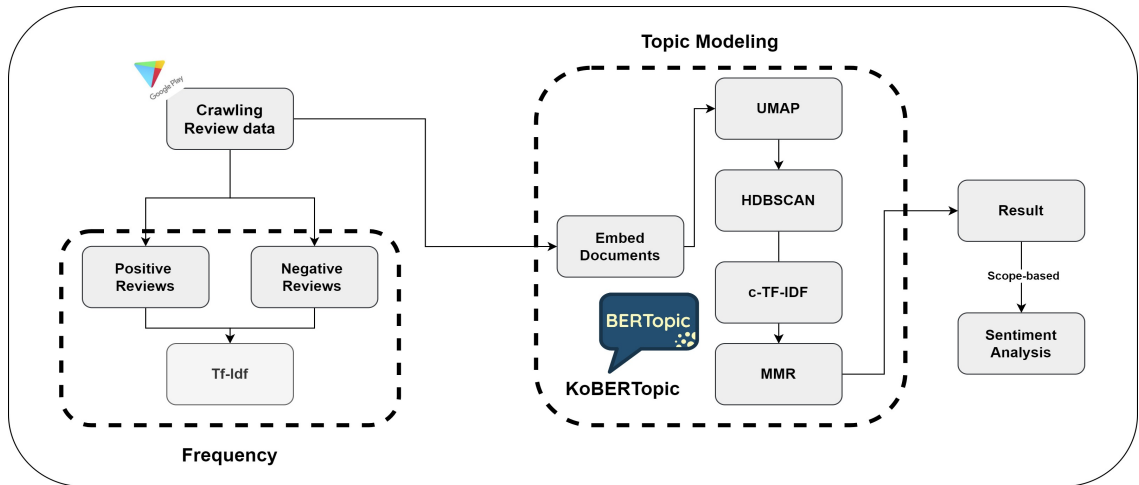 Topic Modeling
Google Play
Crawling
Review data
UMAP
HDBSCAN
Result
Embed
Documents
Positive
Reviews
Negative
Reviews
Scope-based
c-TF-IDF
BERTopic
Sentiment
Analysis
Tf-Idf
MMR
KoBERTopic
Frequency